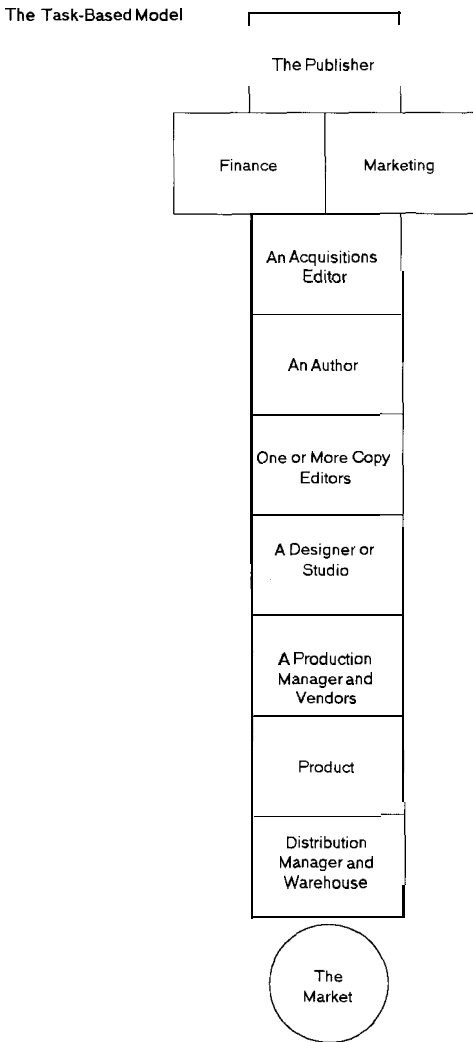 The Task-Based Model
The Publisher
Finance
Marketing
An Acquisitions
Editor
An Author
One or More Copy
Editors
A Designer or
Studio
A Production
Manager and
Vendors
Product
Distribution
Manager and
Warehouse
The
Market